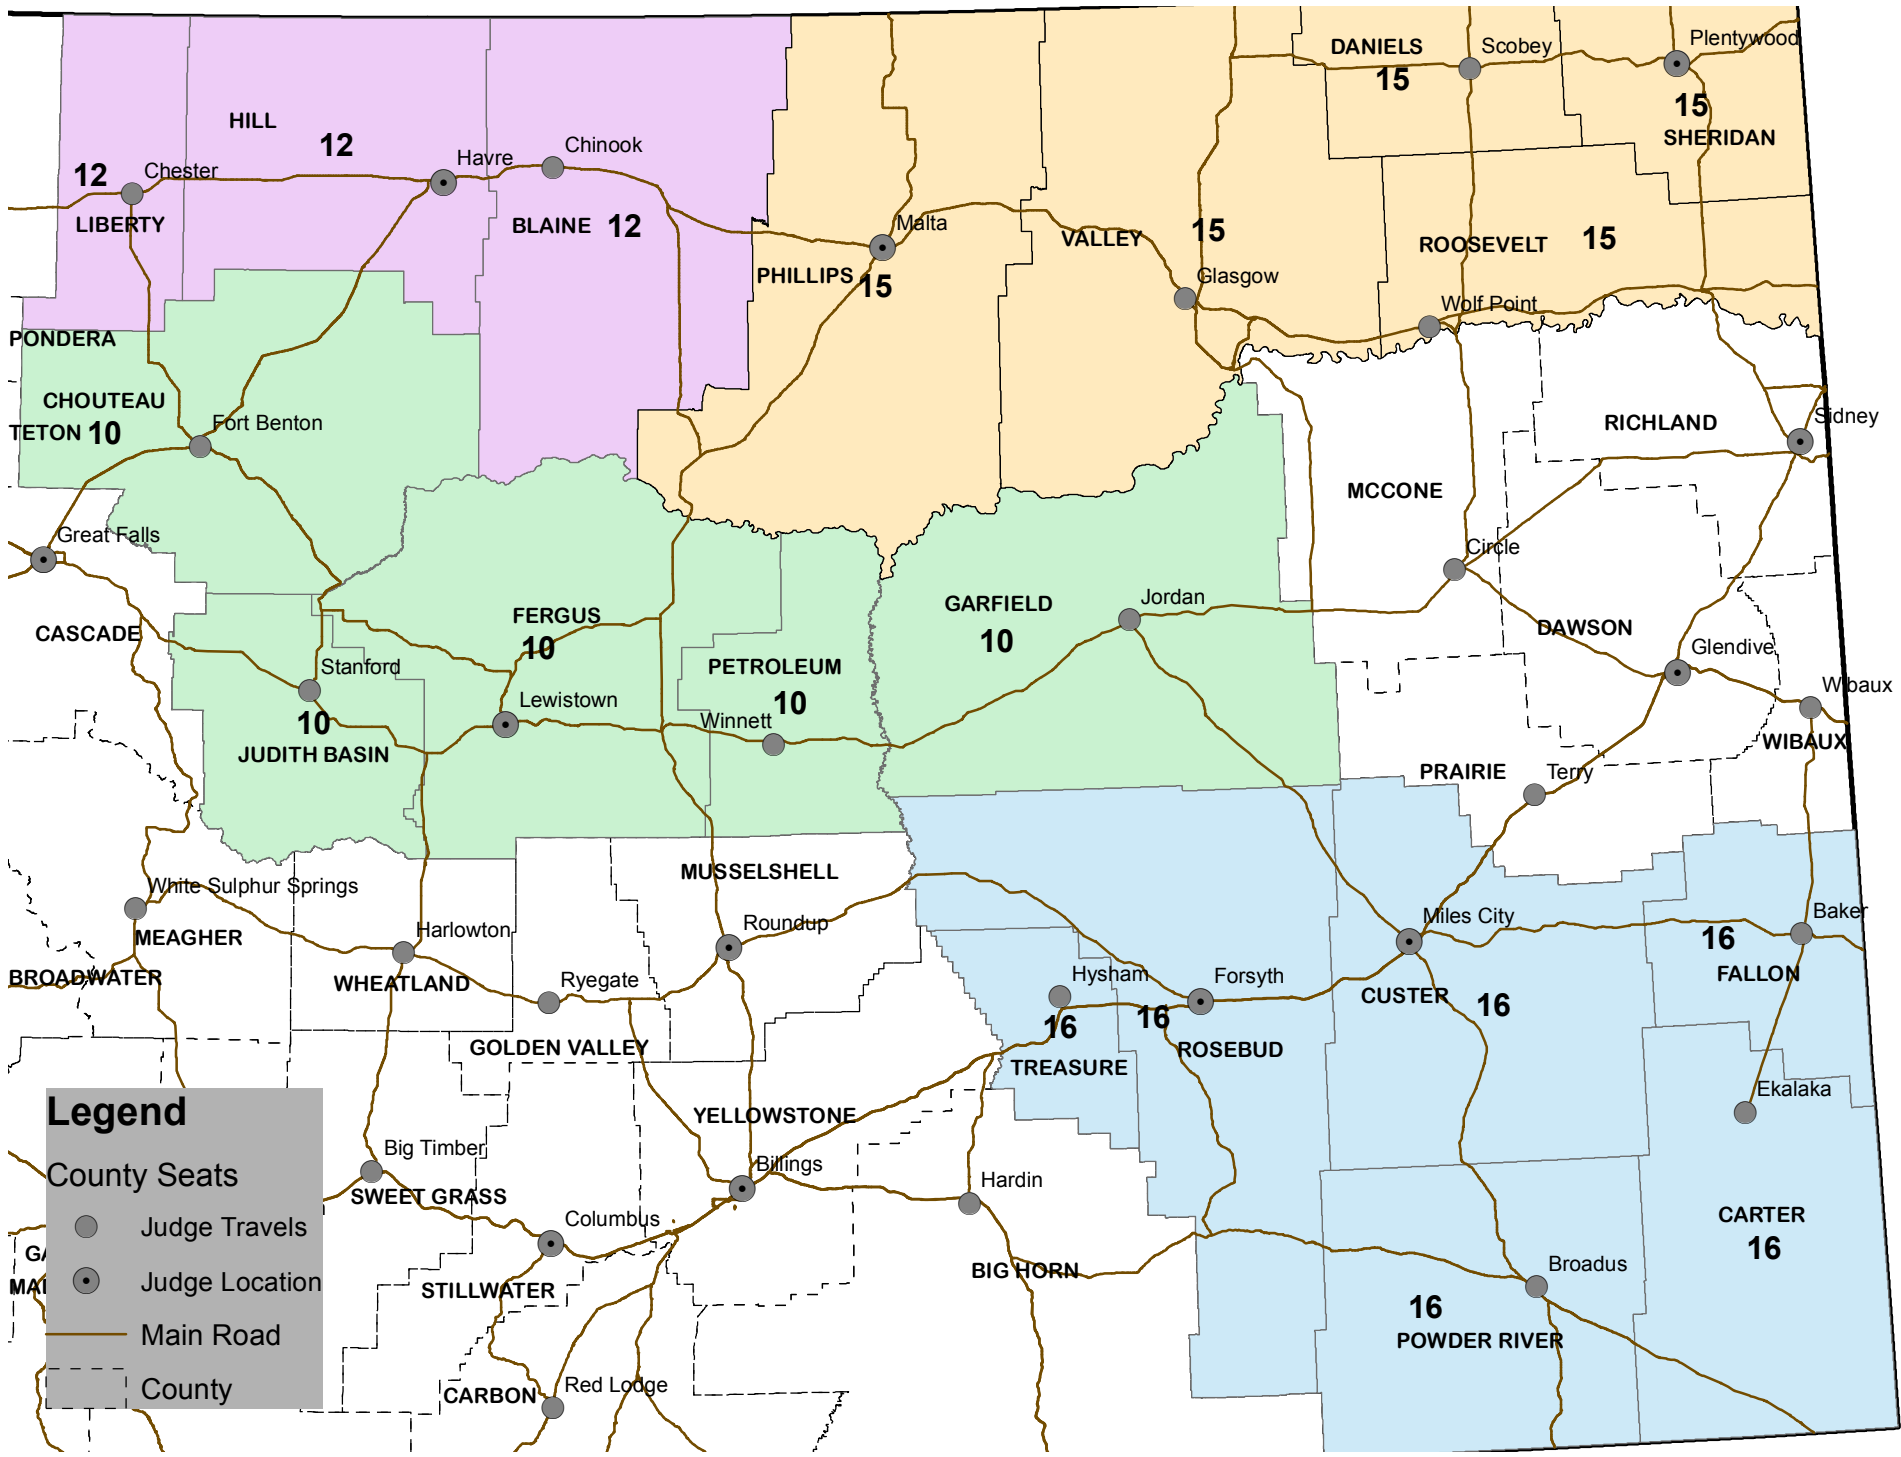 DANIELS
Scobey
Plentywood
15
15
SHERIDAN
HILL
12
Havre
Chinook
12
Chester
LIBERTY
BLAINE
12
Malta
VALLEY
15
ROOSEVELT
15
PHILLIPS
15
Glasgow
Wolf Point
PONDERA
CHOUTEAU
TETON
10
Fort Benton
RICHLAND
Sidney
MCCONE
Great Falls
Circle
CASCADE
FERGUS
10
GARFIELD
10
Jordan
DAWSON
Glendive
Stanford
10
JUDITH BASIN
Lewistown
PETROLEUM
10
Winnett
Wibaux
WIBAUX
PRAIRIE
Terry
MUSSELSHELL
White Sulphur Springs
MEAGHER
Harlowton
Roundup
Miles City
Baker
16
FALLON
BROADWATER
WHEATLAND
Ryegate
Hysham
16
16
Forsyth
CUSTER
16
GOLDEN VALLEY
TREASURE
ROSEBUD
YELLOWSTONE
Ekalaka
Legend
County Seats
Judge Travels
Judge Location
Main Road
County
Big Timber
SWEET GRASS
Billings
Hardin
Columbus
CARTER
16
GA
MAD
STILLWATER
BIG HORN
Broadus
16
POWDER RIVER
CARBON
Red Lodge